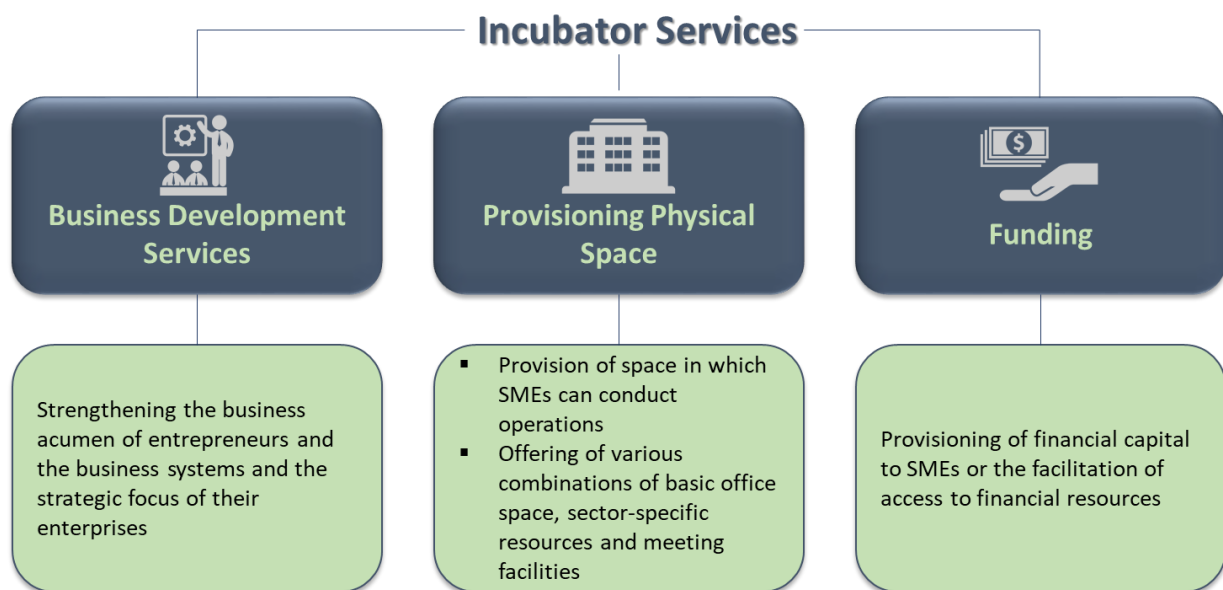 Incubator Services
Business Development
Services
Provisioning Physical
Space
$
Funding
Strengthening the business
acumen of entrepreneurs and
the business systems and the
strategic focus of their
enterprises
▪ Provision of space in which
SMEs can conduct
operations
▪ Offering of various
combinations of basic office
space, sector-specific
resources and meeting
facilities
Provisioning of financial capital
to SMEs or the facilitation of
access to financial resources